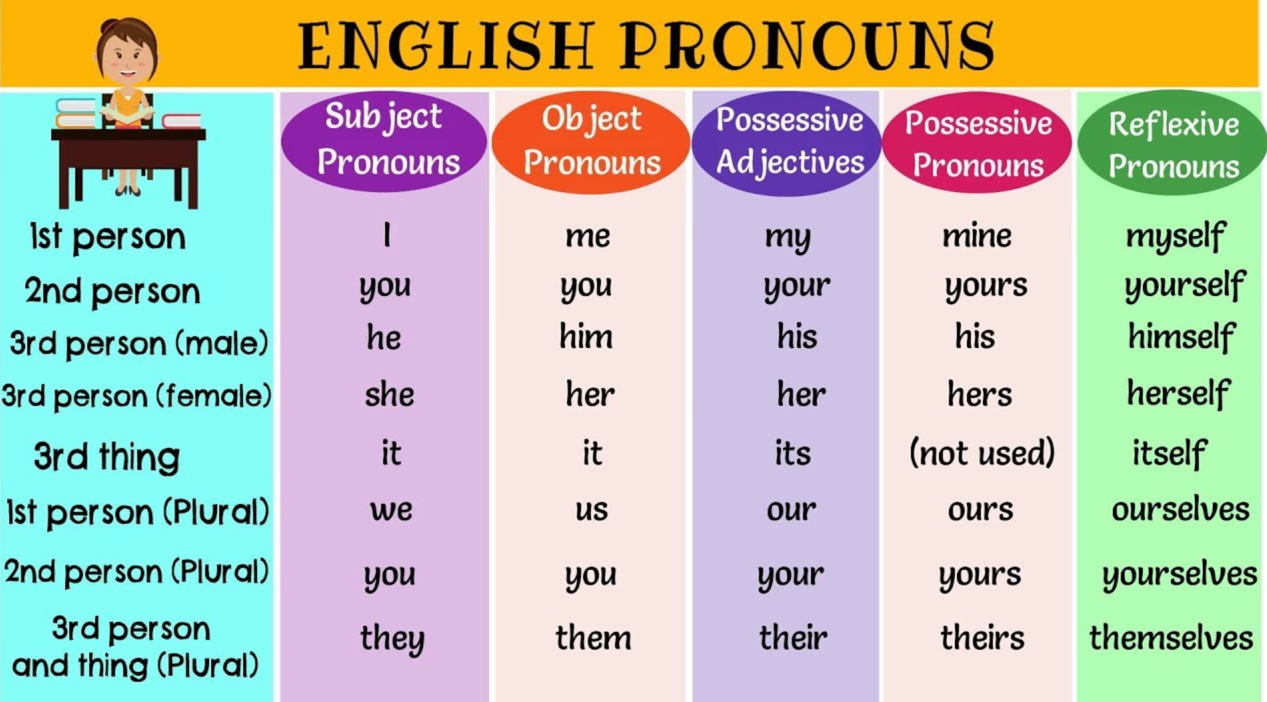 ENGLISH PRONOUNS
Subject Pronouns Object Pronouns Possessive Adjectives Possessive Pronouns Reflexive Pronouns
1st person I me my mine myself
2nd person you you your yours yourself
3rd person (male) he him his his himself
3rd person (female) she her her hers herself
3rd thing it it its (not used) itself
1st person (Plural) we us our ours ourselves
2nd person (Plural) you you your yours yourselves
3rd person and thing (Plural) they them their theirs themselves